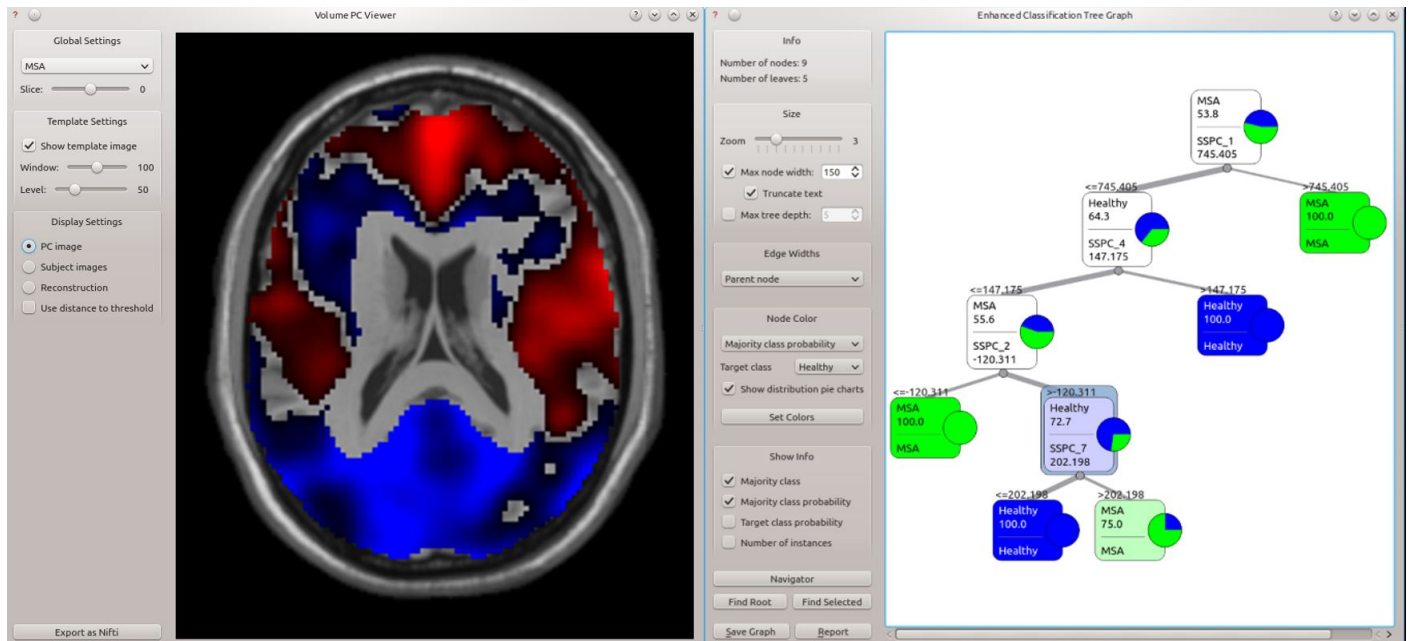 Volume PC Viewer
Global Settings
MSA
Slice: 0
Template Settings
Show template image
Window: 100
Level: 50
Display Settings
PC image
Subject images
Reconstruction
Use distance to threshold
Export as Nifti
Enhanced Classification Tree Graph
Info
Number of nodes: 9
Number of leaves: 5
Size
Zoom 3
Max node width: 150
Truncate text
Max tree depth: 5
Edge Widths
Parent node
Node Color
Majority class probability
Target class Healthy
Show distribution pie charts
Set Colors
Show Info
Majority class
Majority class probability
Target class probability
Number of instances
Navigator
Find Root Find Selected
Save Graph Report
MSA
53.8
SSPC_1
745.405
<=745.405
Healthy
64.3
SSPC_4
147.175
>745.405
MSA
100.0
MSA
<=147.175
MSA
55.6
SSPC_2
-120.311
>147.175
Healthy
100.0
Healthy
<=-120.311
MSA
100.0
MSA
>-120.311
Healthy
72.7
SSPC_7
202.198
<=202.198
Healthy
100.0
Healthy
>202.198
MSA
75.0
MSA